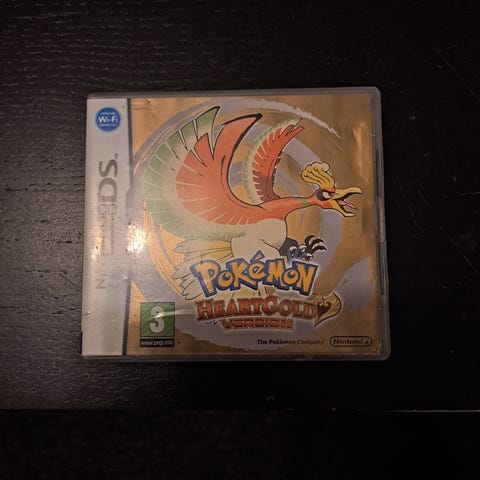 Wi-Fi
NINTENDO DS
POKéMON
HEARTGOLD
VERSION
3
www.pegi.info
The Pokémon Company
Nintendo